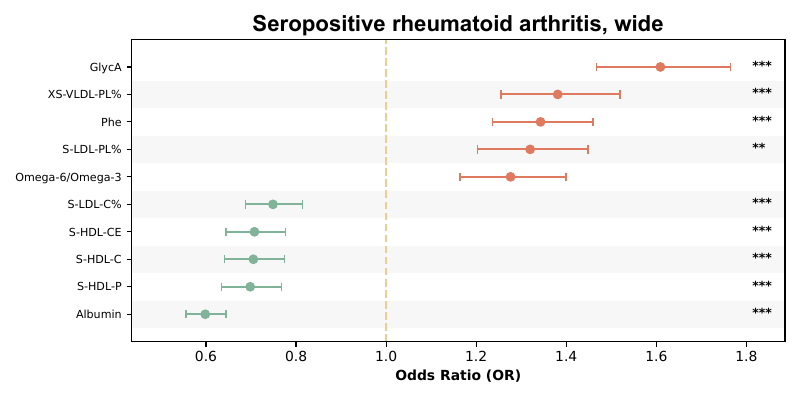 Seropositive rheumatoid arthritis, wide
GlycA ***
XS-VLDL-PL% ***
Phe ***
S-LDL-PL% **
Omega-6/Omega-3
S-LDL-C% ***
S-HDL-CE ***
S-HDL-C ***
S-HDL-P ***
Albumin ***
0.6 0.8 1.0 1.2 1.4 1.6 1.8
Odds Ratio (OR)